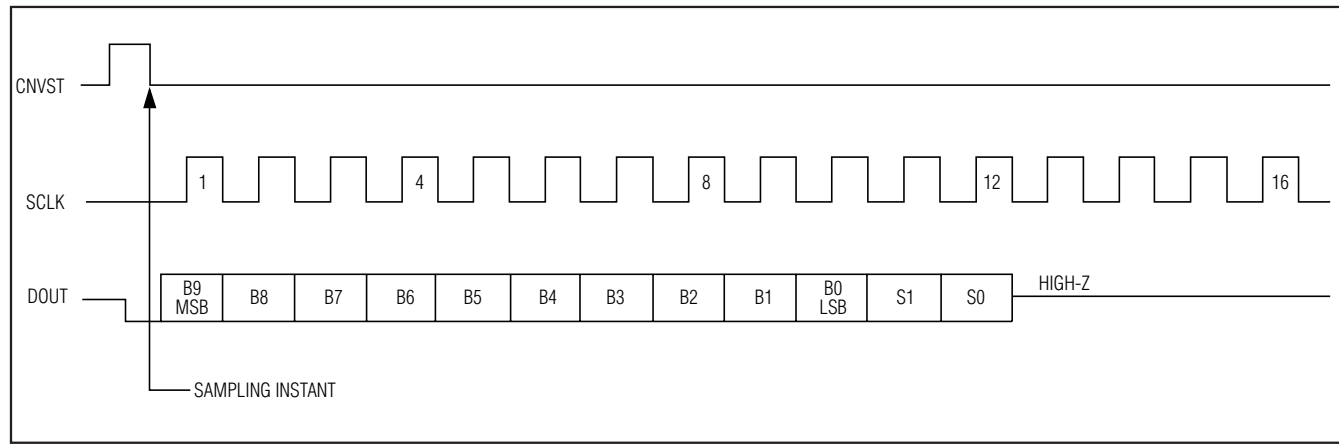 CNVST
SCLK
1
4
8
12
16
DOUT
B9
MSB
B8
B7
B6
B5
B4
B3
B2
B1
B0
LSB
S1
S0
HIGH-Z
SAMPLING INSTANT